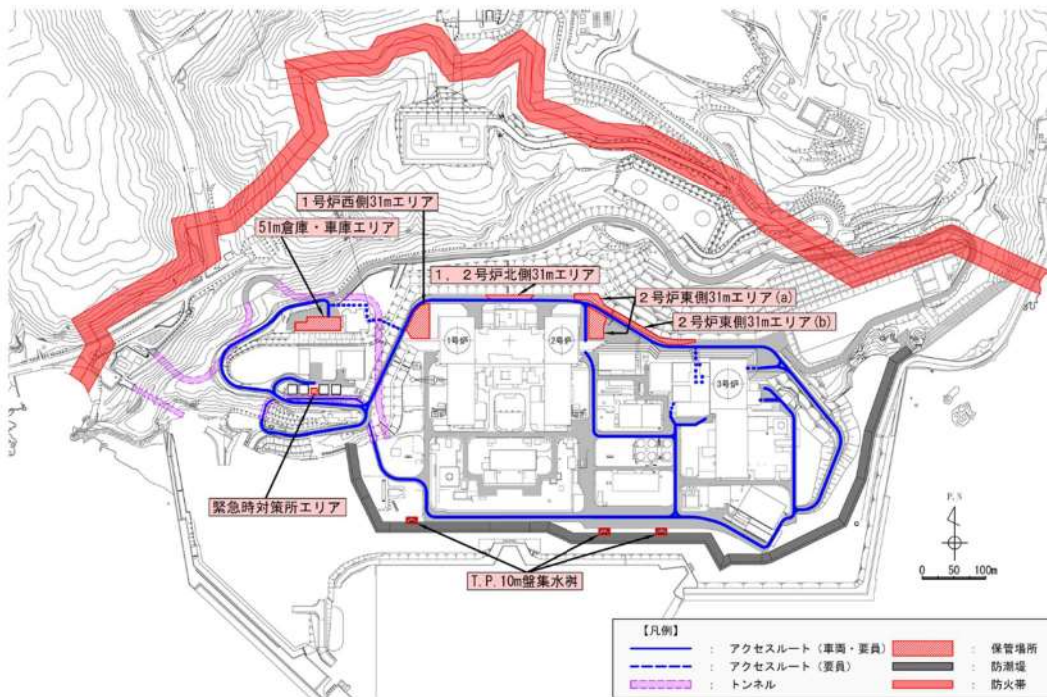 1号炉西側31mエリア
51m倉庫・車庫エリア
1，2号炉北側31mエリア
2号炉東側31mエリア(a)
2号炉東側31mエリア(b)
1号炉
2号炉
3号炉
緊急時対策所エリア
T.P.10m盤集水桝
P.N
0 50 100m
【凡例】
： アクセスルート（車両・要員）
： 保管場所
： アクセスルート（要員）
： 防潮堤
： トンネル
： 防火帯